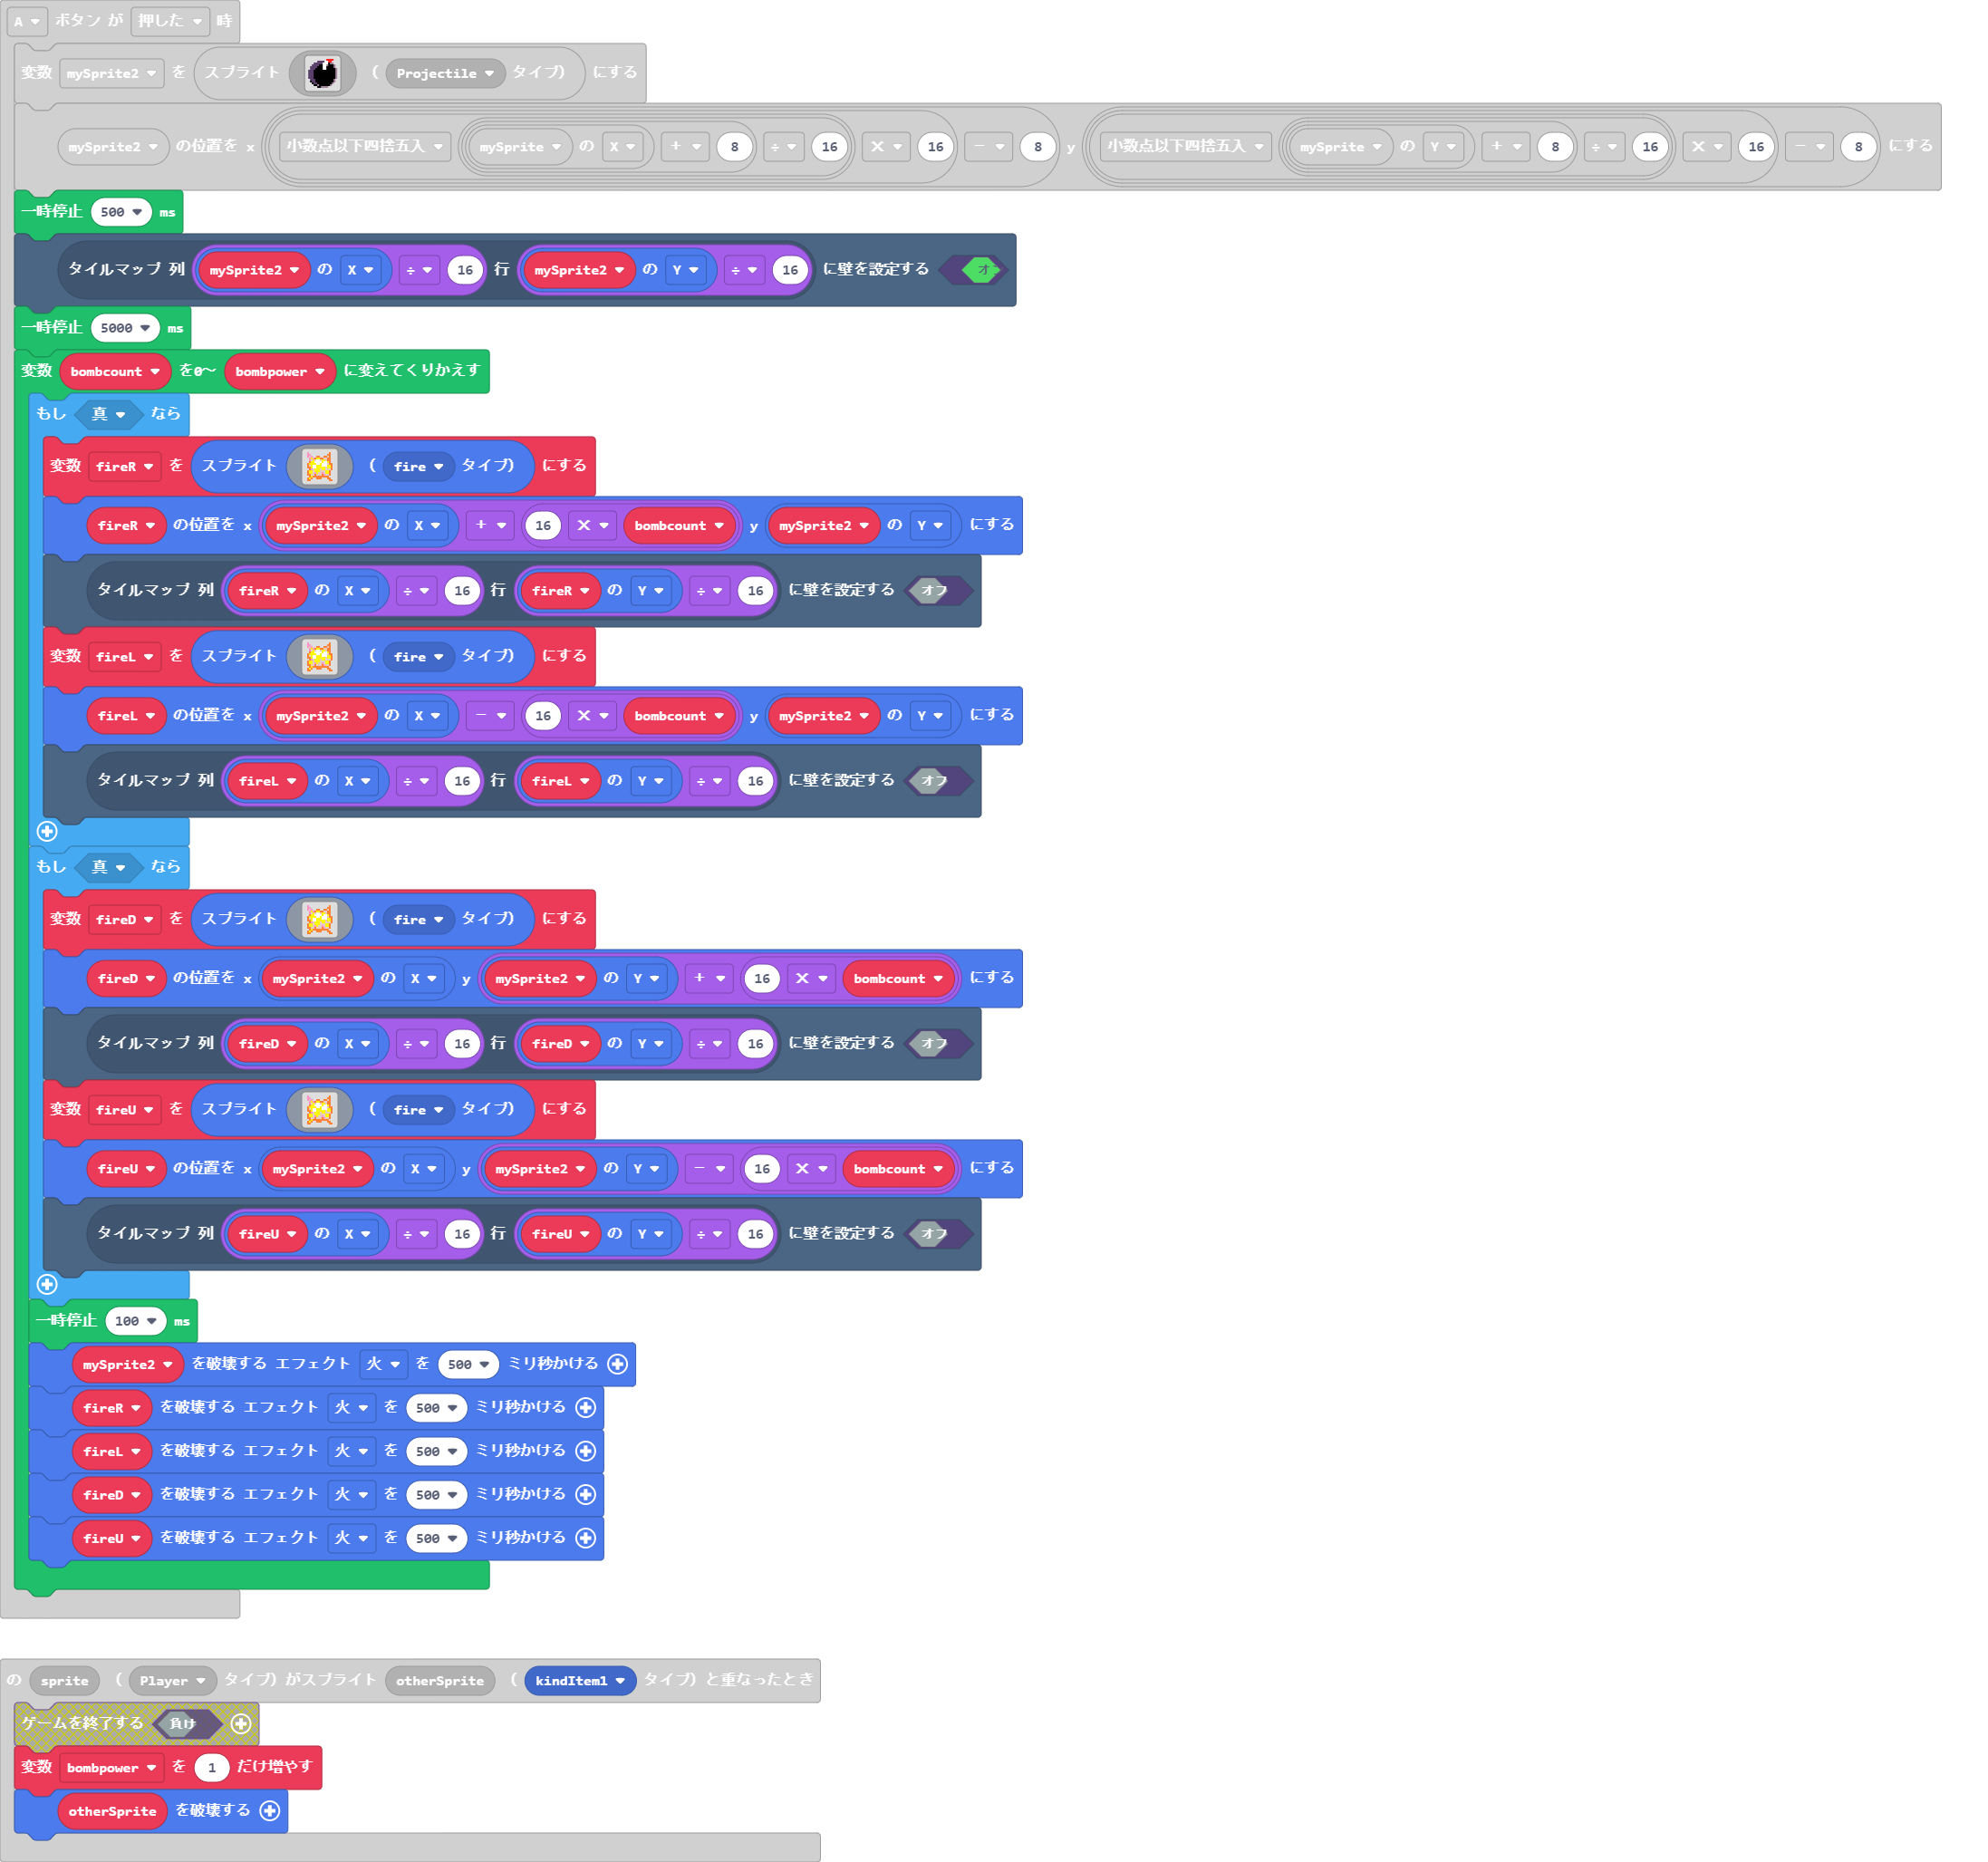 A ボタン が 押した 時
変数 mySprite2 を スプライト ( Projectile タイプ) にする
mySprite2 の位置を x 小数点以下四捨五入 mySprite の X + 8 ÷ 16 × 16 - 8 y 小数点以下四捨五入 mySprite の Y + 8 ÷ 16 × 16 - 8 にする
一時停止 500 ms
タイルマップ 列 mySprite2 の X ÷ 16 行 mySprite2 の Y ÷ 16 に壁を設定する オ
一時停止 5000 ms
変数 bombcount を0〜 bombpower に変えてくりかえす
もし 真 なら
変数 fireR を スプライト ( fire タイプ) にする
fireR の位置を x mySprite2 の X + 16 × bombcount y mySprite2 の Y にする
タイルマップ 列 fireR の X ÷ 16 行 fireR の Y ÷ 16 に壁を設定する オフ
変数 fireL を スプライト ( fire タイプ) にする
fireL の位置を x mySprite2 の X - 16 × bombcount y mySprite2 の Y にする
タイルマップ 列 fireL の X ÷ 16 行 fireL の Y ÷ 16 に壁を設定する オフ
もし 真 なら
変数 fireD を スプライト ( fire タイプ) にする
fireD の位置を x mySprite2 の X y mySprite2 の Y + 16 × bombcount にする
タイルマップ 列 fireD の X ÷ 16 行 fireD の Y ÷ 16 に壁を設定する オフ
変数 fireU を スプライト ( fire タイプ) にする
fireU の位置を x mySprite2 の X y mySprite2 の Y - 16 × bombcount にする
タイルマップ 列 fireU の X ÷ 16 行 fireU の Y ÷ 16 に壁を設定する オフ
一時停止 100 ms
mySprite2 を破壊する エフェクト 火 を 500 ミリ秒かける
fireR を破壊する エフェクト 火 を 500 ミリ秒かける
fireL を破壊する エフェクト 火 を 500 ミリ秒かける
fireD を破壊する エフェクト 火 を 500 ミリ秒かける
fireU を破壊する エフェクト 火 を 500 ミリ秒かける
の sprite ( Player タイプ) がスプライト otherSprite ( kindItem1 タイプ) と重なったとき
ゲームを終了する 負け
変数 bombpower を 1 だけ増やす
otherSprite を破壊する